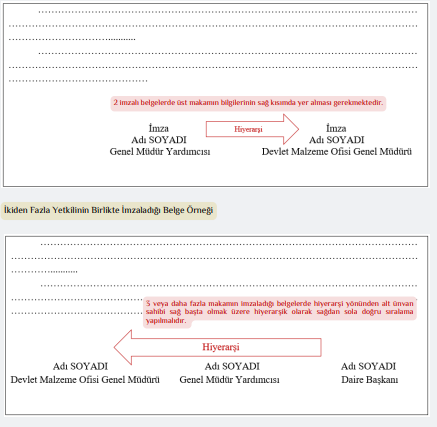 2 imzalı belgelerde üst makamın bilgilerinin sağ kısımda yer alması gerekmektedir.
İmza Hiyerarşi İmza
Adı SOYADI Adı SOYADI
Genel Müdür Yardımcısı Devlet Malzeme Ofisi Genel Müdürü
İkiden Fazla Yetkilinin Birlikte İmzaladığı Belge Örneği
3 veya daha fazla makamın imzaladığı belgelerde hiyerarşi yönünden alt ünvan
sahibi sağ başta olmak üzere hiyerarşik olarak sağdan sola doğru sıralama
yapılmalıdır.
Hiyerarşi
Adı SOYADI Adı SOYADI Adı SOYADI
Devlet Malzeme Ofisi Genel Müdürü Genel Müdür Yardımcısı Daire Başkanı